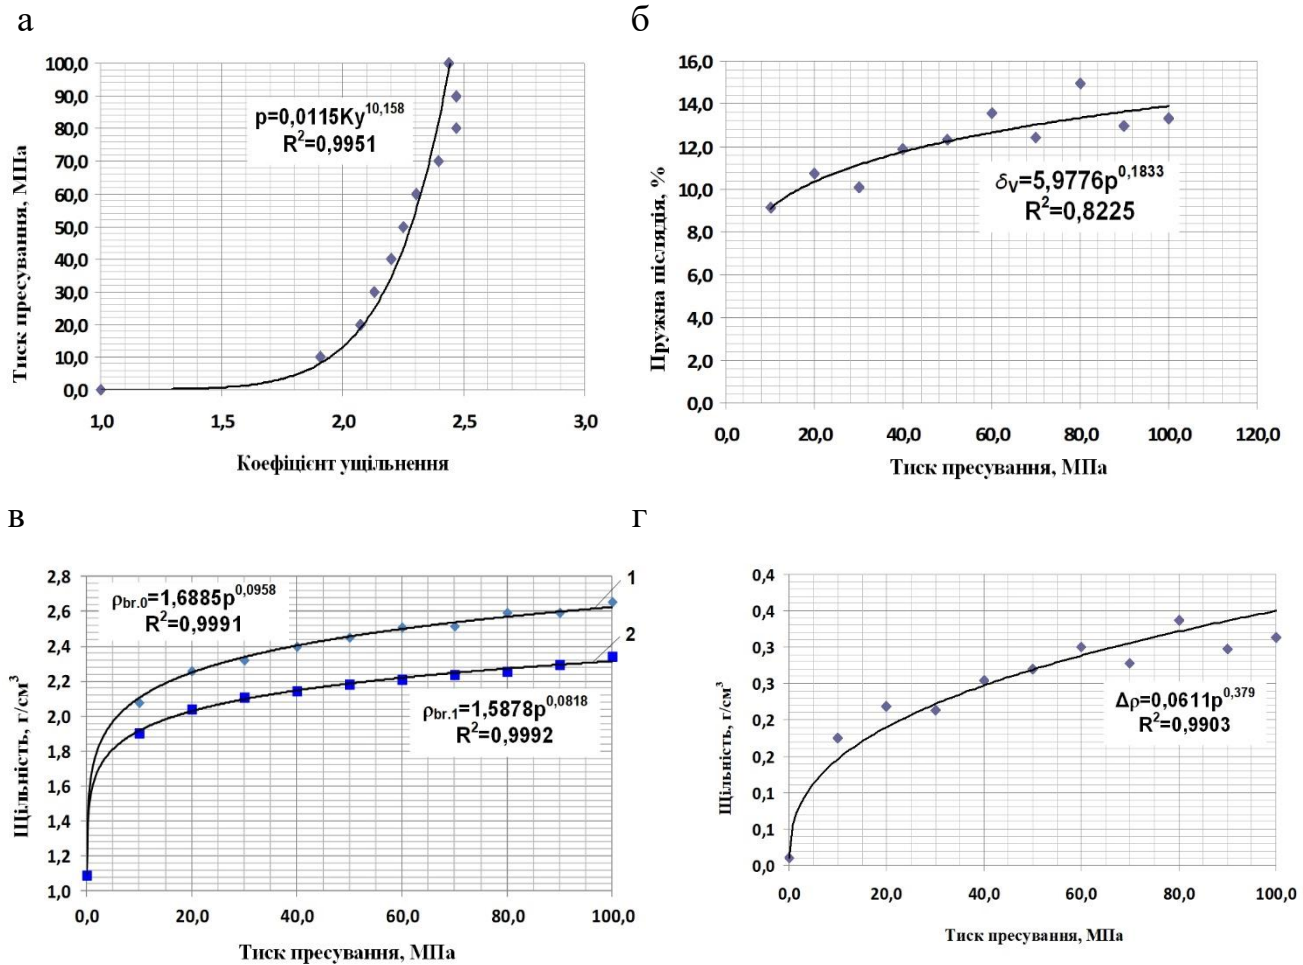 а
100,0
90,0
80,0
70,0
60,0
50,0
40,0
30,0
20,0
10,0
0,0
Тиск пресування, МПа
p=0,0115Ky^10,158
R²=0,9951
1,0 1,5 2,0 2,5 3,0
Коефіцієнт ущільнення
б
16,0
14,0
12,0
10,0
8,0
6,0
4,0
2,0
0,0
Пружна післядія, %
δV=5,9776p^0,1833
R²=0,8225
0,0 20,0 40,0 60,0 80,0 100,0 120,0
Тиск пресування, МПа
в
2,8
2,6
2,4
2,2
2,0
1,8
1,6
1,4
1,2
1,0
Щільність, г/см³
ρbr.0=1,6885p^0,0958
R²=0,9991
1
2
ρbr.1=1,5878p^0,0818
R²=0,9992
0,0 20,0 40,0 60,0 80,0 100,0
Тиск пресування, МПа
г
0,4
0,4
0,3
0,3
0,2
0,2
0,1
0,1
0,0
Щільність, г/см³
Δρ=0,0611p^0,379
R²=0,9903
0,0 20,0 40,0 60,0 80,0 100,0
Тиск пресування, МПа